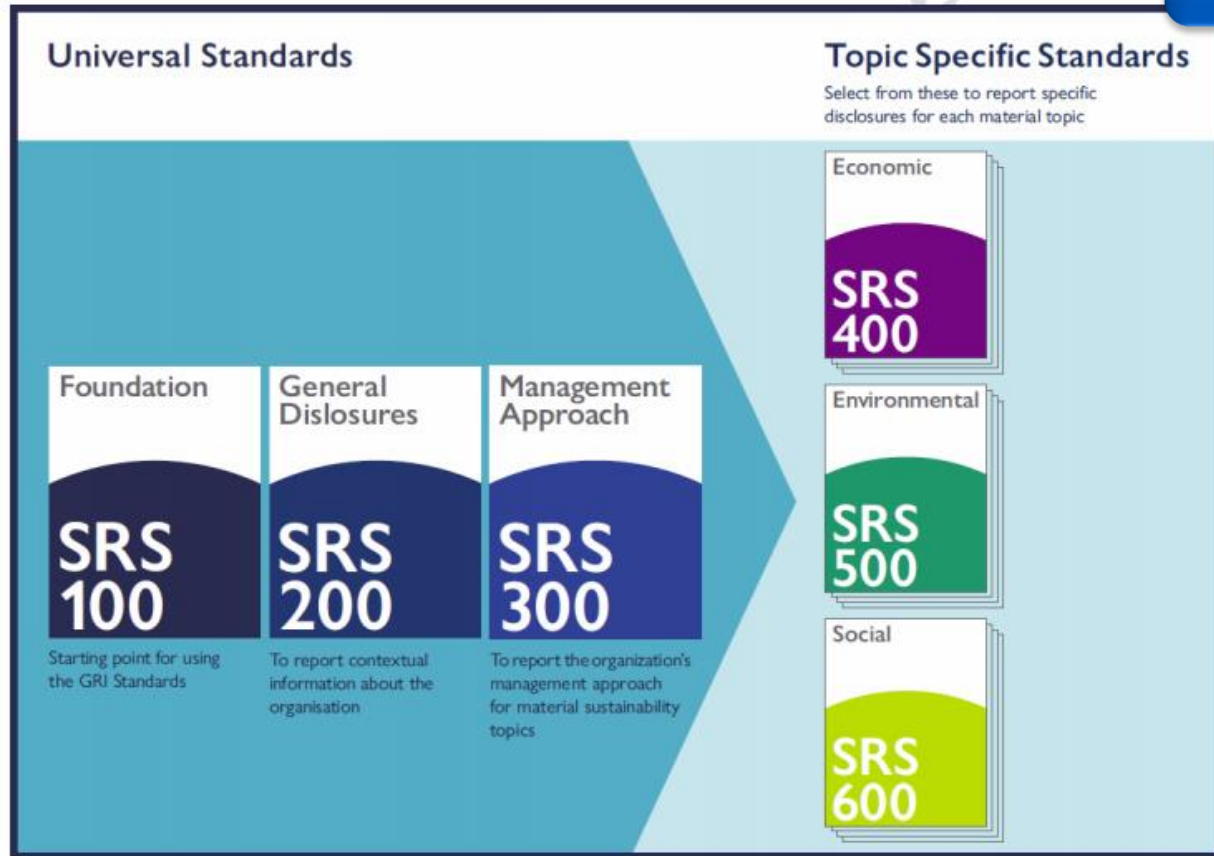 Universal Standards
Topic Specific Standards
Select from these to report specific
disclosures for each material topic
Foundation
SRS
100
Starting point for using
the GRI Standards
General
Dislosures
SRS
200
To report contextual
information about the
organisation
Management
Approach
SRS
300
To report the organization's
management approach
for material sustainability
topics
Economic
SRS
400
Environmental
SRS
500
Social
SRS
600